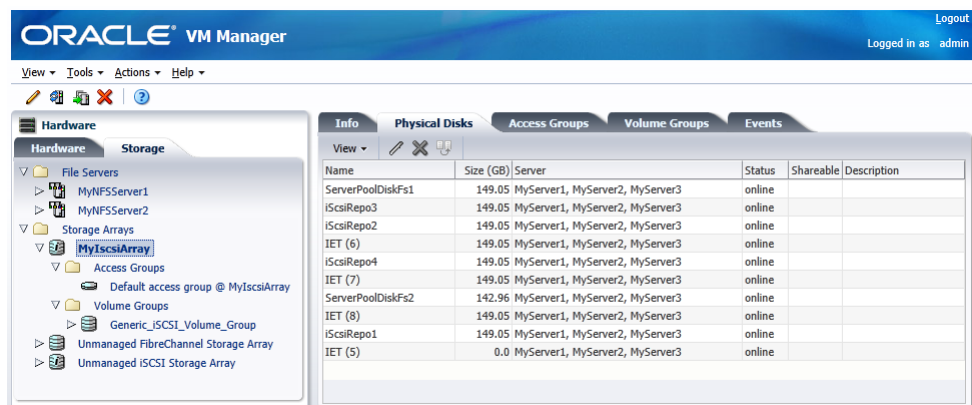 Logout
ORACLE® VM Manager
Logged in as admin
View Tools Actions Help
Hardware
Hardware Storage
File Servers
MyNFSServer1
MyNFSServer2
Storage Arrays
MyIscsiArray
Access Groups
Default access group @ MyIscsiArray
Volume Groups
Generic_iSCSI_Volume_Group
Unmanaged FibreChannel Storage Array
Unmanaged iSCSI Storage Array
Info Physical Disks Access Groups Volume Groups Events
View
Name Size (GB) Server Status Shareable Description
ServerPoolDiskFs1 149.05 MyServer1, MyServer2, MyServer3 online
iScsiRepo3 149.05 MyServer1, MyServer2, MyServer3 online
iScsiRepo2 149.05 MyServer1, MyServer2, MyServer3 online
IET (6) 149.05 MyServer1, MyServer2, MyServer3 online
iScsiRepo4 149.05 MyServer1, MyServer2, MyServer3 online
IET (7) 149.05 MyServer1, MyServer2, MyServer3 online
ServerPoolDiskFs2 142.96 MyServer1, MyServer2, MyServer3 online
IET (8) 149.05 MyServer1, MyServer2, MyServer3 online
iScsiRepo1 149.05 MyServer1, MyServer2, MyServer3 online
IET (5) 0.0 MyServer1, MyServer2, MyServer3 online